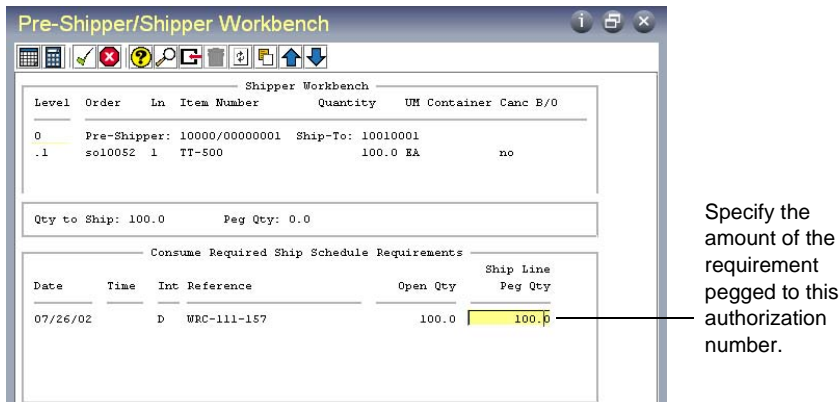 Pre-Shipper/Shipper Workbench
Shipper Workbench
Level Order Ln Item Number Quantity UM Container Canc B/O
0 Pre-Shipper: 10000/00000001 Ship-To: 10010001
.1 so10052 1 TT-500 100.0 EA no
Qty to Ship: 100.0 Peg Qty: 0.0
Consume Required Ship Schedule Requirements
Ship Line
Date Time Int Reference Open Qty Peg Qty
07/26/02 D WRC-111-157 100.0 100.0
Specify the
amount of the
requirement
pegged to this
authorization
number.